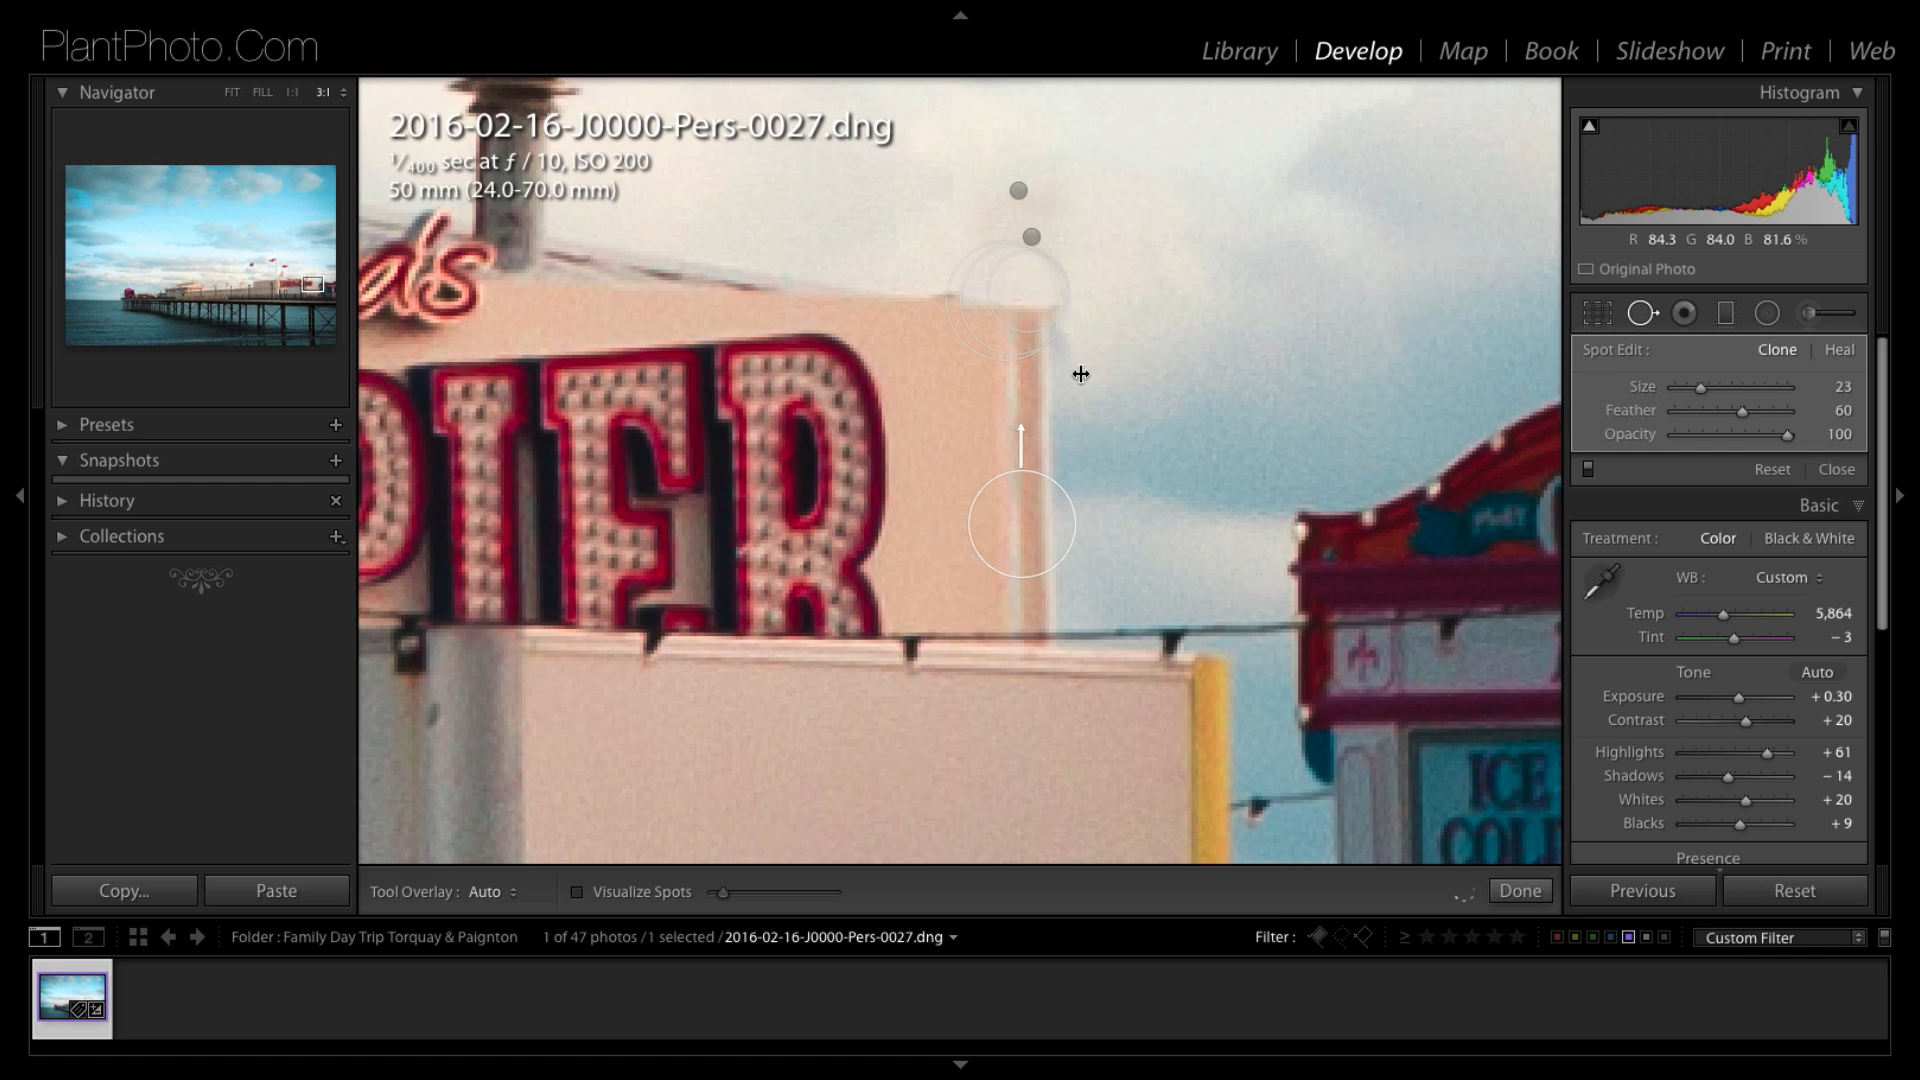 PlantPhoto.Com
Library | Develop | Map | Book | Slideshow | Print | Web
Navigator FIT FILL 1:1 3:1
Histogram
2016-02-16-J0000-Pers-0027.dng
1/400 sec at ƒ / 10, ISO 200
50 mm (24.0-70.0 mm)
R 84.3 G 84.0 B 81.6 %
Original Photo
d's
PIER
Spot Edit : Clone | Heal
Size 23
Feather 60
Opacity 100
Reset Close
Presets
Snapshots
History
Collections
Basic
Treatment : Color | Black & White
WB : Custom
Temp 5,864
Tint – 3
Tone Auto
Exposure + 0.30
Contrast + 20
Highlights + 61
Shadows – 14
Whites + 20
Blacks + 9
Presence
ICE
COLD
Copy... Paste
Tool Overlay : Auto Visualize Spots Done
Previous Reset
1 2 Folder : Family Day Trip Torquay & Paignton 1 of 47 photos / 1 selected / 2016-02-16-J0000-Pers-0027.dng Filter : ≥ Custom Filter